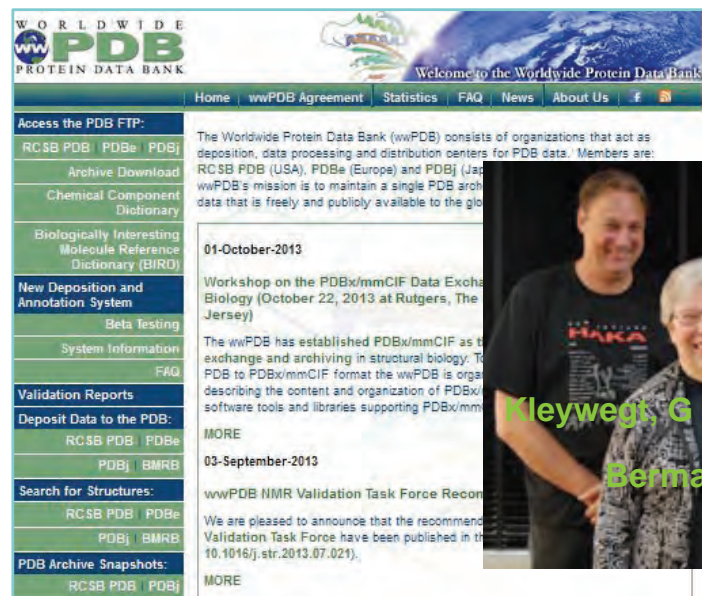 WORLDWIDE
ww PDB
PROTEIN DATA BANK
Welcome to the Worldwide Protein Data Bank
Home wwPDB Agreement Statistics FAQ News About Us f
Access the PDB FTP:
RCSB PDB | PDBe | PDBj
Archive Download
Chemical Component
Dictionary
Biologically Interesting
Molecule Reference
Dictionary (BIRD)
New Deposition and
Annotation System
Beta Testing
System Information
FAQ
Validation Reports
Deposit Data to the PDB:
RCSB PDB | PDBe
PDBj | BMRB
Search for Structures:
RCSB PDB | PDBe
PDBj | BMRB
PDB Archive Snapshots:
RCSB PDB | PDBj
The Worldwide Protein Data Bank (wwPDB) consists of organizations that act as
deposition, data processing and distribution centers for PDB data. Members are:
RCSB PDB (USA), PDBe (Europe) and PDBj (Jap
wwPDB's mission is to maintain a single PDB arch
data that is freely and publicly available to the glo
01-October-2013
Workshop on the PDBx/mmCIF Data Excha
Biology (October 22, 2013 at Rutgers, The
Jersey)
The wwPDB has established PDBx/mmCIF as t
exchange and archiving in structural biology. To
PDB to PDBx/mmCIF format the wwPDB is orga
describing the content and organization of PDBx/
software tools and libraries supporting PDBx/mm
MORE
03-September-2013
wwPDB NMR Validation Task Force Recon
We are pleased to announce that the recommend
Validation Task Force have been published in th
10.1016/j.str.2013.07.021).
MORE
HAKA
Kleywegt, G
Berma